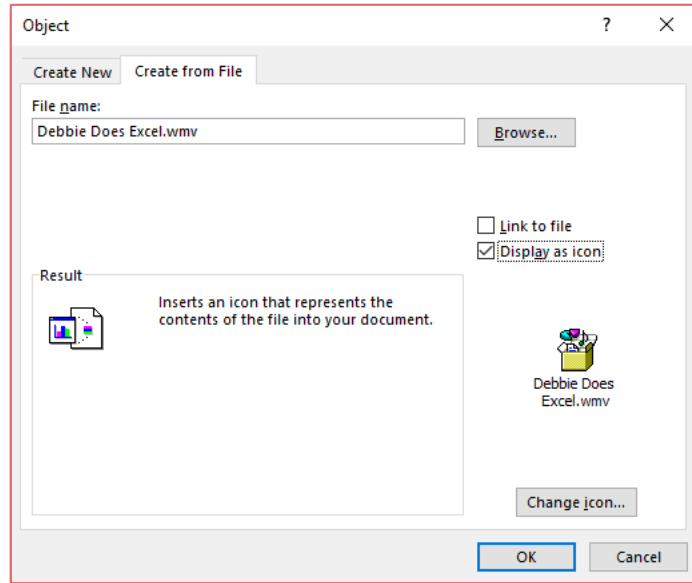 Object
?
Create New
Create from File
File name:
Debbie Does Excel.wmv
Browse...
Link to file
Display as icon
Result
Inserts an icon that represents the
contents of the file into your document.
Debbie Does
Excel.wmv
Change icon...
OK
Cancel